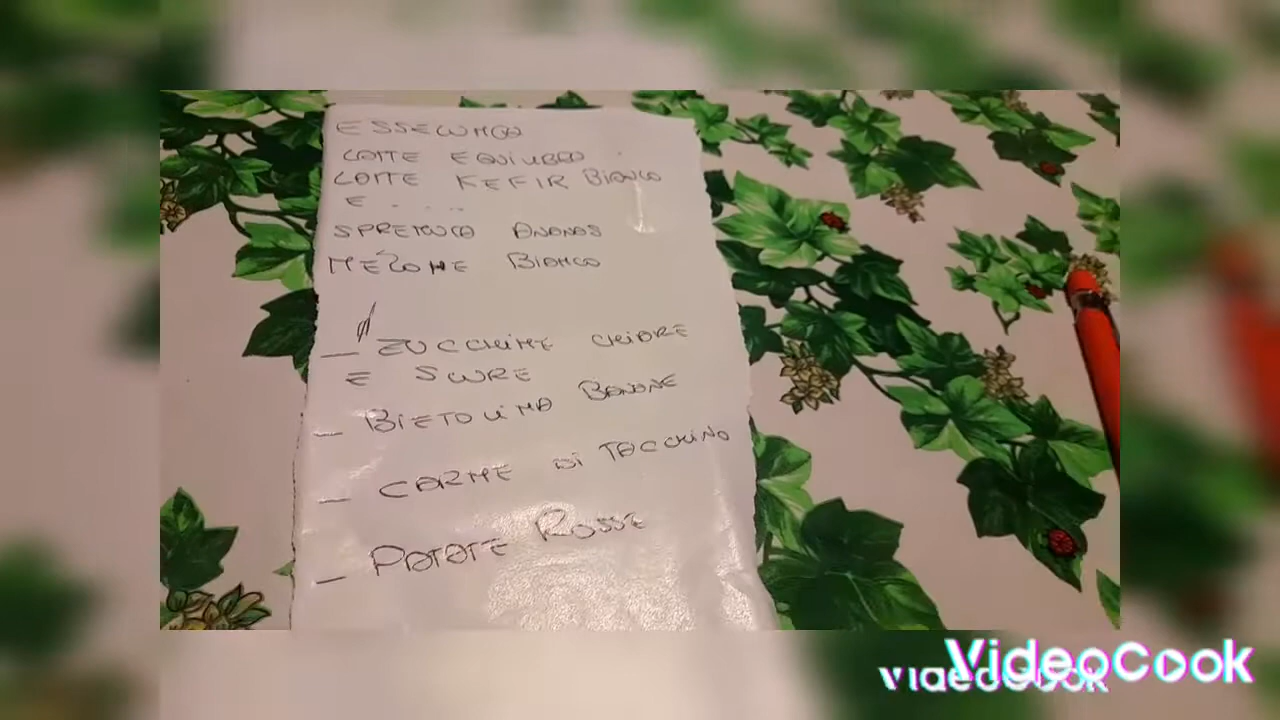 ESSELUNGA
LATTE EQUILIBRO
LATTE KEFIR BIANCO
E . . . .
SPREMUTA ANANAS
MELONE BIANCO
_ ZUCCHINE CHIARE
E SCURE
_ BIETOLINA BANANE
_ CARNE DI TACCHINO
_ PATATE ROSSE
VideoCook